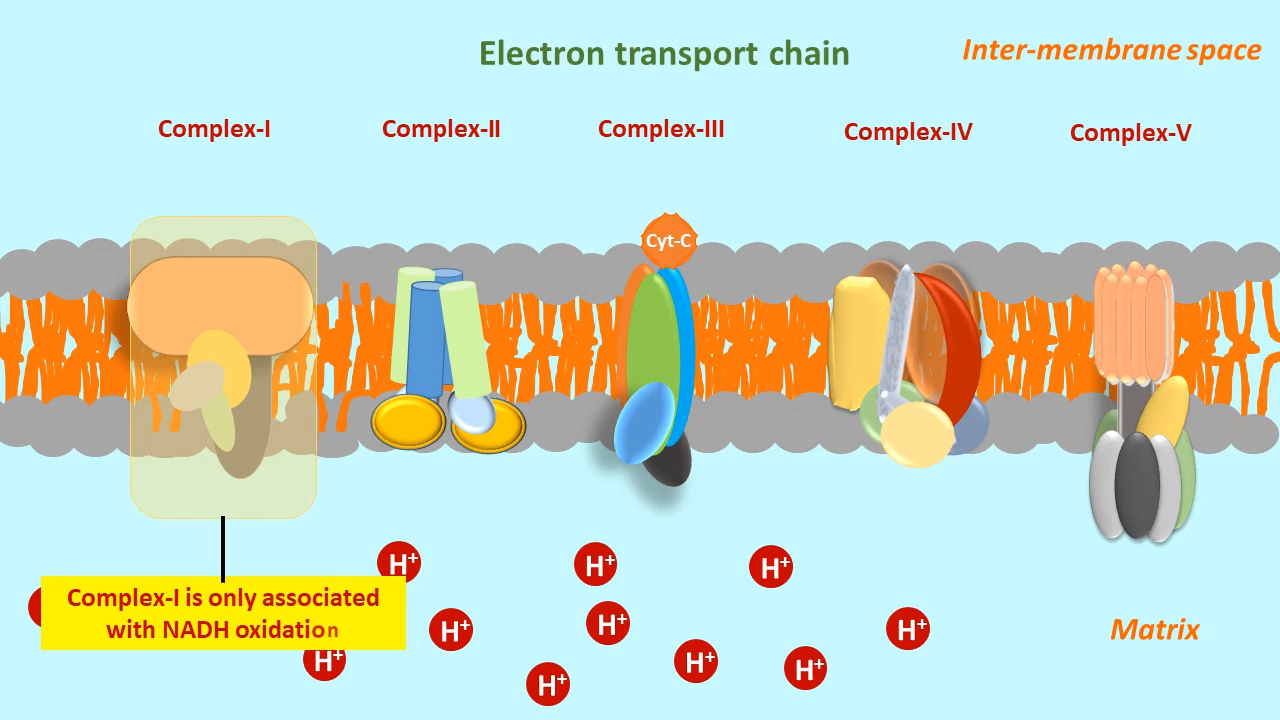 Electron transport chain
Inter-membrane space
Complex-I
Complex-II
Complex-III
Complex-IV
Complex-V
Cyt-C
H+
H+
H+
Complex-I is only associated
with NADH oxidation
H+
H+
H+
H+
H+
H+
H+
Matrix